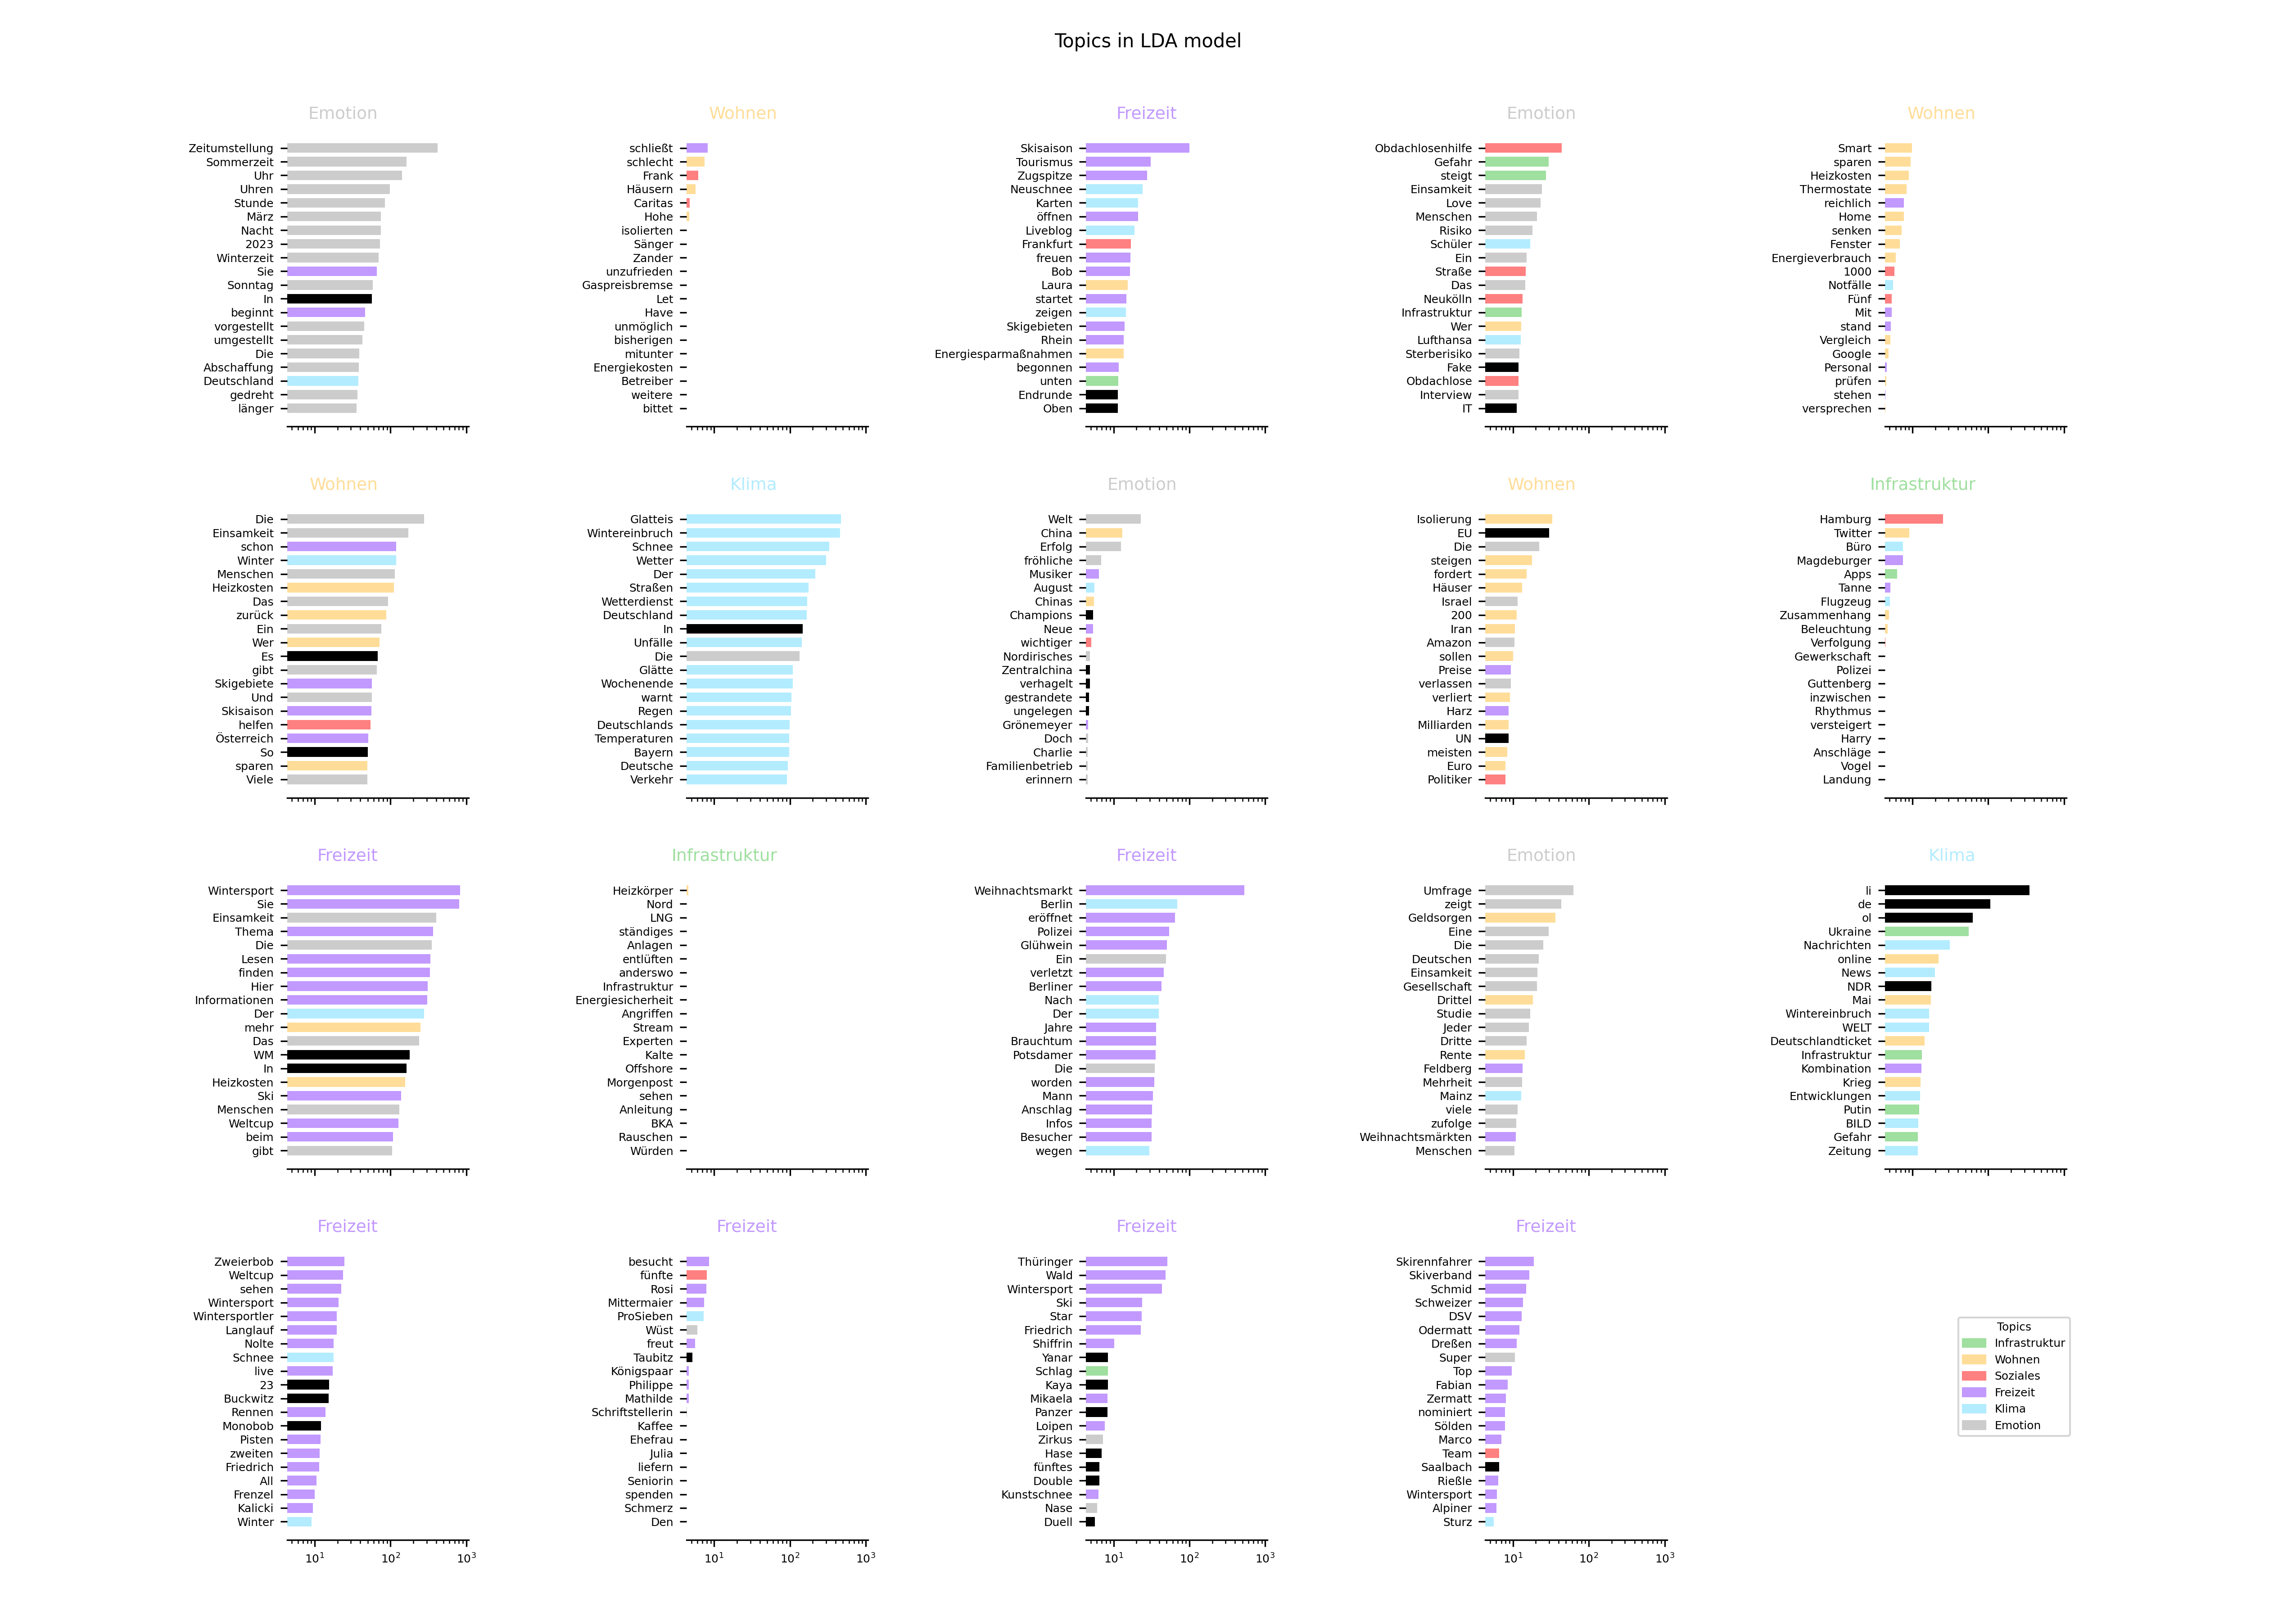 Topics in LDA model
Emotion
Zeitumstellung
Sommerzeit
Uhr
Uhren
Stunde
März
Nacht
2023
Winterzeit
Sie
Sonntag
In
beginnt
vorgestellt
umgestellt
Die
Abschaffung
Deutschland
gedreht
länger
Wohnen
schließt
schlecht
Frank
Häusern
Caritas
Hohe
isolierten
Sänger
Zander
unzufrieden
Gaspreisbremse
Let
Have
unmöglich
bisherigen
mitunter
Energiekosten
Betreiber
weitere
bittet
Freizeit
Skisaison
Tourismus
Zugspitze
Neuschnee
Karten
öffnen
Liveblog
Frankfurt
freuen
Bob
Laura
startet
zeigen
Skigebieten
Rhein
Energiesparmaßnahmen
begonnen
unten
Endrunde
Oben
Emotion
Obdachlosenhilfe
Gefahr
steigt
Einsamkeit
Love
Menschen
Risiko
Schüler
Ein
Straße
Das
Neukölln
Infrastruktur
Wer
Lufthansa
Sterberisiko
Fake
Obdachlose
Interview
IT
Wohnen
Smart
sparen
Heizkosten
Thermostate
reichlich
Home
senken
Fenster
Energieverbrauch
1000
Notfälle
Fünf
Mit
stand
Vergleich
Google
Personal
prüfen
stehen
versprechen
Wohnen
Die
Einsamkeit
schon
Winter
Menschen
Heizkosten
Das
zurück
Ein
Wer
Es
gibt
Skigebiete
Und
Skisaison
helfen
Österreich
So
sparen
Viele
Klima
Glatteis
Wintereinbruch
Schnee
Wetter
Der
Straßen
Wetterdienst
Deutschland
In
Unfälle
Die
Glätte
Wochenende
warnt
Regen
Deutschlands
Temperaturen
Bayern
Deutsche
Verkehr
Emotion
Welt
China
Erfolg
fröhliche
Musiker
August
Chinas
Champions
Neue
wichtiger
Nordirisches
Zentralchina
verhagelt
gestrandete
ungelegen
Grönemeyer
Doch
Charlie
Familienbetrieb
erinnern
Wohnen
Isolierung
EU
Die
steigen
fordert
Häuser
Israel
200
Iran
Amazon
sollen
Preise
verlassen
verliert
Harz
Milliarden
UN
meisten
Euro
Politiker
Infrastruktur
Hamburg
Twitter
Büro
Magdeburger
Apps
Tanne
Flugzeug
Zusammenhang
Beleuchtung
Verfolgung
Gewerkschaft
Polizei
Guttenberg
inzwischen
Rhythmus
versteigert
Harry
Anschläge
Vogel
Landung
Freizeit
Wintersport
Sie
Einsamkeit
Thema
Die
Lesen
finden
Hier
Informationen
Der
mehr
Das
WM
In
Heizkosten
Ski
Menschen
Weltcup
beim
gibt
Infrastruktur
Heizkörper
Nord
LNG
ständiges
Anlagen
entlüften
anderswo
Infrastruktur
Energiesicherheit
Angriffen
Stream
Experten
Kalte
Offshore
Morgenpost
sehen
Anleitung
BKA
Rauschen
Würden
Freizeit
Weihnachtsmarkt
Berlin
eröffnet
Polizei
Glühwein
Ein
verletzt
Berliner
Nach
Der
Jahre
Brauchtum
Potsdamer
Die
worden
Mann
Anschlag
Infos
Besucher
wegen
Emotion
Umfrage
zeigt
Geldsorgen
Eine
Die
Deutschen
Einsamkeit
Gesellschaft
Drittel
Studie
Jeder
Dritte
Rente
Feldberg
Mehrheit
Mainz
viele
zufolge
Weihnachtsmärkten
Menschen
Klima
li
de
ol
Ukraine
Nachrichten
online
News
NDR
Mai
Wintereinbruch
WELT
Deutschlandticket
Infrastruktur
Kombination
Krieg
Entwicklungen
Putin
BILD
Gefahr
Zeitung
Freizeit
Zweierbob
Weltcup
sehen
Wintersport
Wintersportler
Langlauf
Nolte
Schnee
live
23
Buckwitz
Rennen
Monobob
Pisten
zweiten
Friedrich
All
Frenzel
Kalicki
Winter
10¹ 10² 10³
Freizeit
besucht
fünfte
Rosi
Mittermaier
ProSieben
Wüst
freut
Taubitz
Königspaar
Philippe
Mathilde
Schriftstellerin
Kaffee
Ehefrau
Julia
liefern
Seniorin
spenden
Schmerz
Den
10¹ 10² 10³
Freizeit
Thüringer
Wald
Wintersport
Ski
Star
Friedrich
Shiffrin
Yanar
Schlag
Kaya
Mikaela
Panzer
Loipen
Zirkus
Hase
fünftes
Double
Kunstschnee
Nase
Duell
10¹ 10² 10³
Freizeit
Skirennfahrer
Skiverband
Schmid
Schweizer
DSV
Odermatt
Dreßen
Super
Top
Fabian
Zermatt
nominiert
Sölden
Marco
Team
Saalbach
Rießle
Wintersport
Alpiner
Sturz
10¹ 10² 10³
Topics
Infrastruktur
Wohnen
Soziales
Freizeit
Klima
Emotion